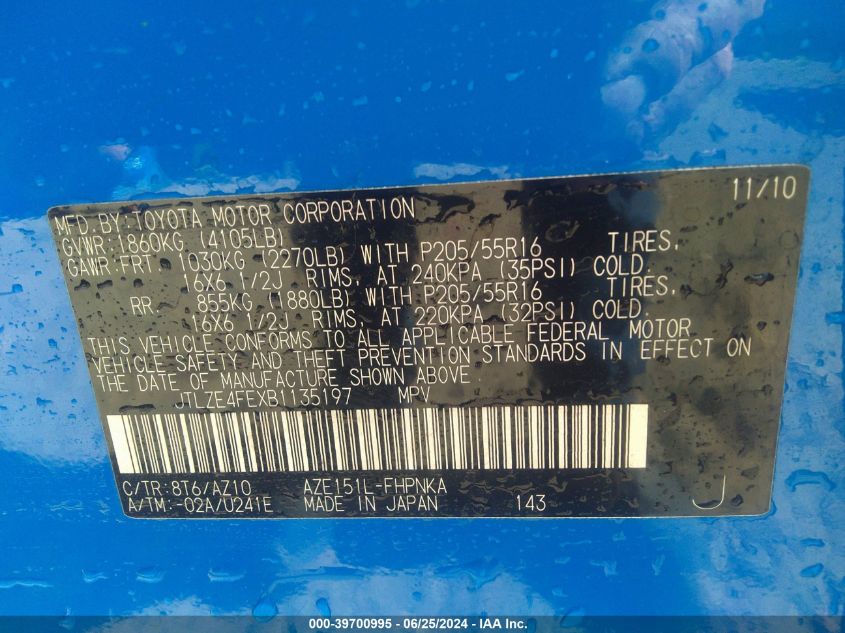 11/10
MFD BY:TOYOTA MOTOR CORPORATION
GVWR:1860KG (4105LB)
GAWR:FRT. 1030KG (2270LB) WITH P205/55R16 TIRES,
16X6 1/2J RIMS, AT 240KPA (35PSI) COLD.
RR. 855KG (1880LB) WITH P205/55R16 TIRES,
16X6 1/2J RIMS, AT 220KPA (32PSI) COLD.
THIS VEHICLE CONFORMS TO ALL APPLICABLE FEDERAL MOTOR
VEHICLE SAFETY AND THEFT PREVENTION STANDARDS IN EFFECT ON
THE DATE OF MANUFACTURE SHOWN ABOVE
JTLZE4FEXB1135197 MPV
C/TR:8T6/AZ10 AZE151L-FHPNKA
A/TM:-02A/U241E MADE IN JAPAN 143 J
000-39700995 - 06/25/2024 - IAA Inc.